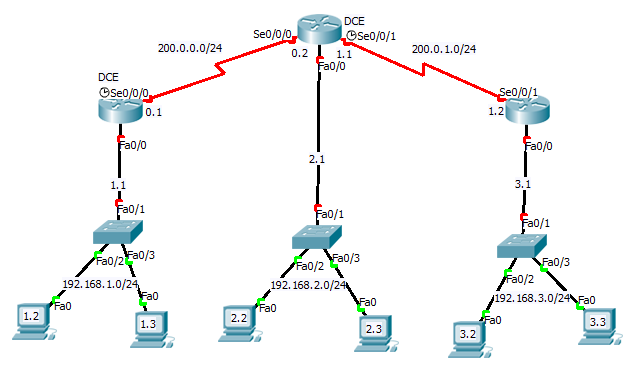 DCE
Se0/0/0
Se0/0/1
200.0.0.0/24
200.0.1.0/24
0.2
1.1
Fa0/0
DCE
Se0/0/0
0.1
Se0/0/1
1.2
Fa0/0
Fa0/0
2.1
1.1
3.1
Fa0/1
Fa0/1
Fa0/1
Fa0/2
Fa0/3
Fa0/2
Fa0/3
Fa0/2
Fa0/3
192.168.1.0/24
192.168.2.0/24
192.168.3.0/24
Fa0
Fa0
Fa0
Fa0
Fa0
Fa0
1.2
1.3
2.2
2.3
3.2
3.3